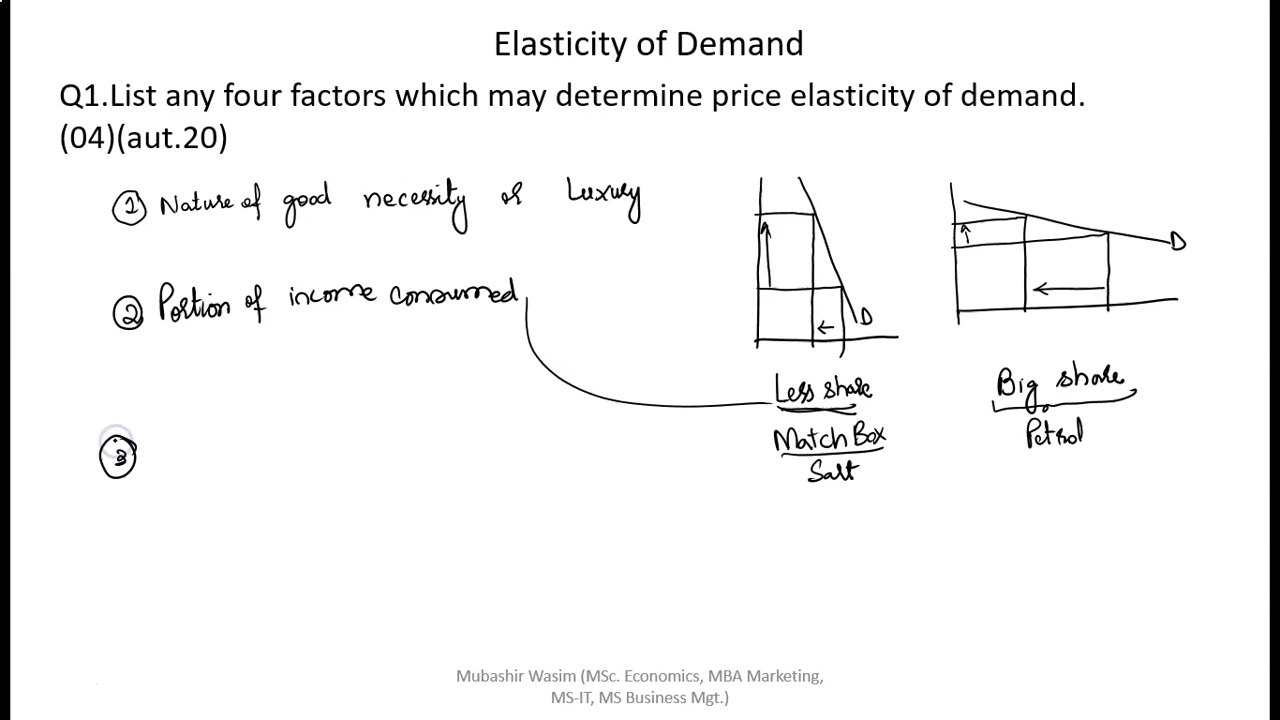 Elasticity of Demand
Q1.List any four factors which may determine price elasticity of demand.
(04)(aut.20)
① Nature of good necessity or Luxury
② Portion of income consumed
D
D
Less share
Match Box
Salt
Big share
Petrol
③
Mubashir Wasim (MSc. Economics, MBA Marketing,
MS-IT, MS Business Mgt.)